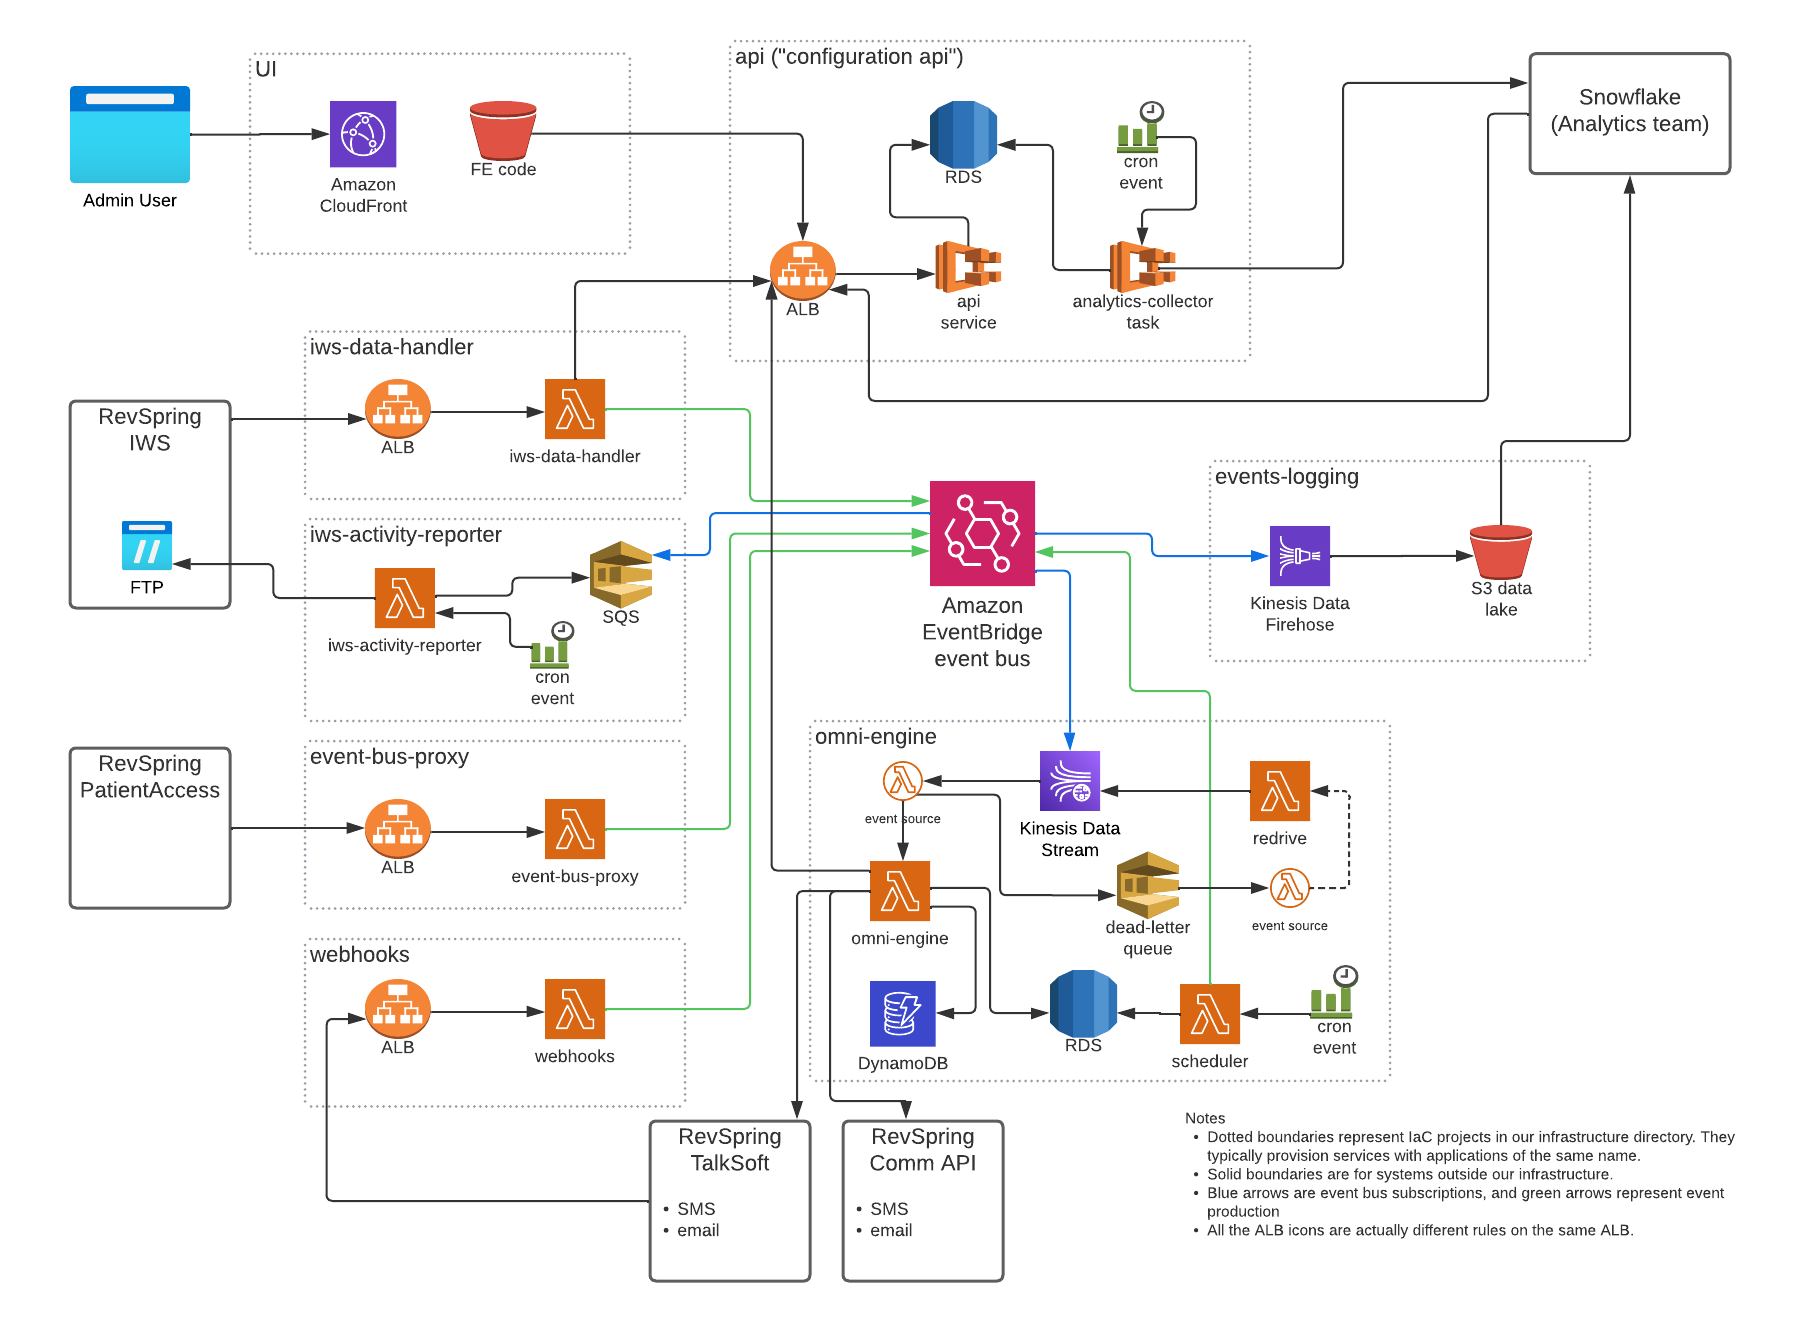 UI
Admin User
Amazon
CloudFront
FE code
api ("configuration api")
RDS
cron
event
ALB
api
service
analytics-collector
task
Snowflake
(Analytics team)
iws-data-handler
ALB
iws-data-handler
RevSpring
IWS
FTP
iws-activity-reporter
iws-activity-reporter
SQS
cron
event
Amazon
EventBridge
event bus
events-logging
Kinesis Data
Firehose
S3 data
lake
RevSpring
PatientAccess
event-bus-proxy
ALB
event-bus-proxy
omni-engine
event source
Kinesis Data
Stream
redrive
omni-engine
dead-letter
queue
event source
DynamoDB
RDS
scheduler
cron
event
webhooks
ALB
webhooks
RevSpring
TalkSoft
• SMS
• email
RevSpring
Comm API
• SMS
• email
Notes
• Dotted boundaries represent IaC projects in our infrastructure directory. They
typically provision services with applications of the same name.
• Solid boundaries are for systems outside our infrastructure.
• Blue arrows are event bus subscriptions, and green arrows represent event
production
• All the ALB icons are actually different rules on the same ALB.